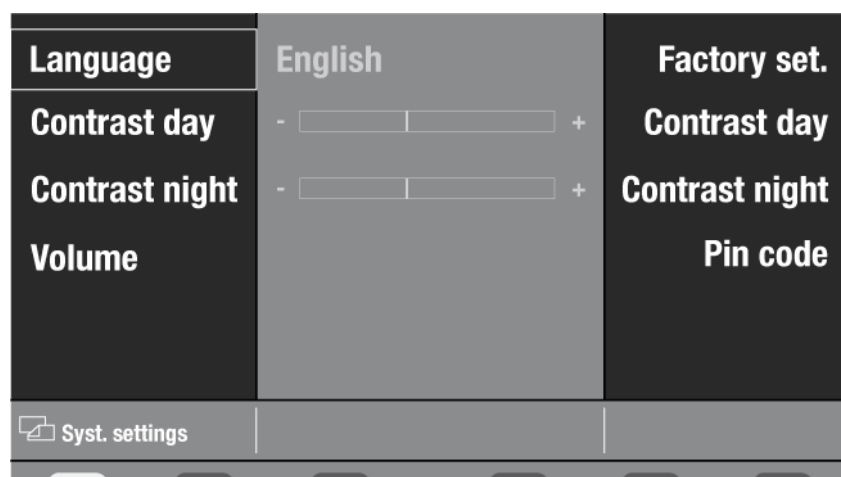 Language English Factory set.
Contrast day - + Contrast day
Contrast night - + Contrast night
Volume Pin code
Syst. settings